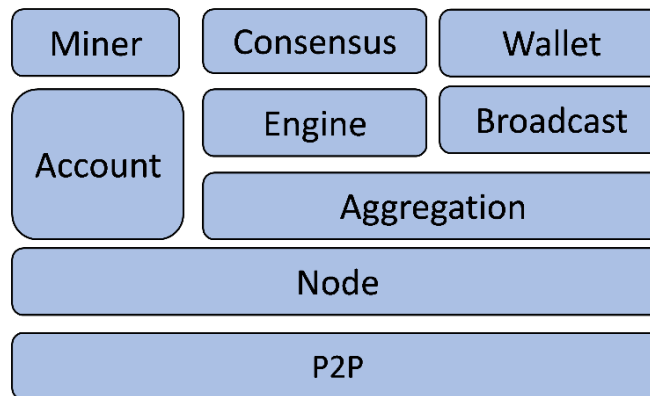 Miner
Consensus
Wallet
Account
Engine
Broadcast
Aggregation
Node
P2P